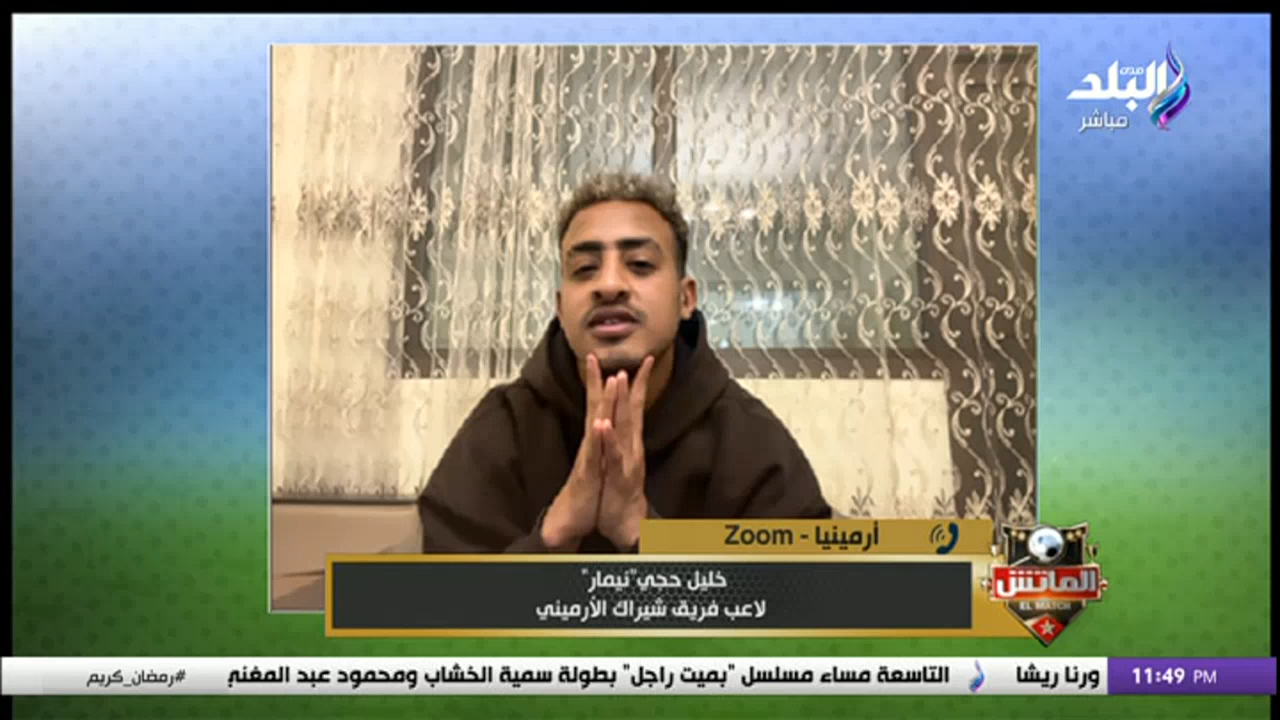 صدى
البلد
مباشر
أرمينيا - Zoom
خليل حجي"نيمار"
لاعب فريق شيراك الأرميني
الماتش
EL MATCH
11:49 PM
ورنا ريشا
التاسعة مساء مسلسل "بميت راجل" بطولة سمية الخشاب ومحمود عبد المغني
#رمضان_كريم